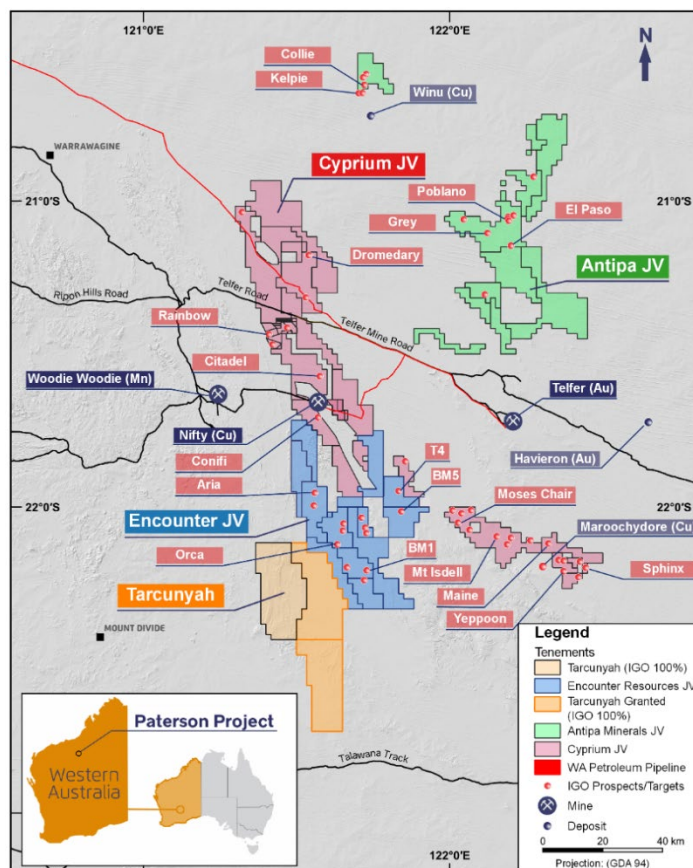 121°0'E
122°0'E
Collie
Kelpie
Winu (Cu)
N
WARRAWAGINE
Cyprium JV
21°0'S
21°0'S
Poblano
El Paso
Grey
Dromedary
Antipa JV
Ripon Hills Road
Telfer Road
Telfer Mine Road
Rainbow
Citadel
Woodie Woodie (Mn)
Telfer (Au)
Nifty (Cu)
Havieron (Au)
Conifi
T4
Aria
BM5
22°0'S
22°0'S
Moses Chair
Encounter JV
Maroochydore (Cu
Orca
BM1
Mt Isdell
Sphinx
Maine
Tarcunyah
Yeppoon
MOUNT DIVIDE
Legend
Tenements
Tarcunyah (IGO 100%)
Encounter Resources JV
Tarcunyah Granted
(IGO 100%)
Antipa Minerals JV
Cyprium JV
WA Petroleum Pipeline
IGO Prospects/Targets
Mine
Deposit
0 20 40 km
Projection: (GDA 94)
Paterson Project
Western
Australia
Talawana Track
121°0'E
122°0'E